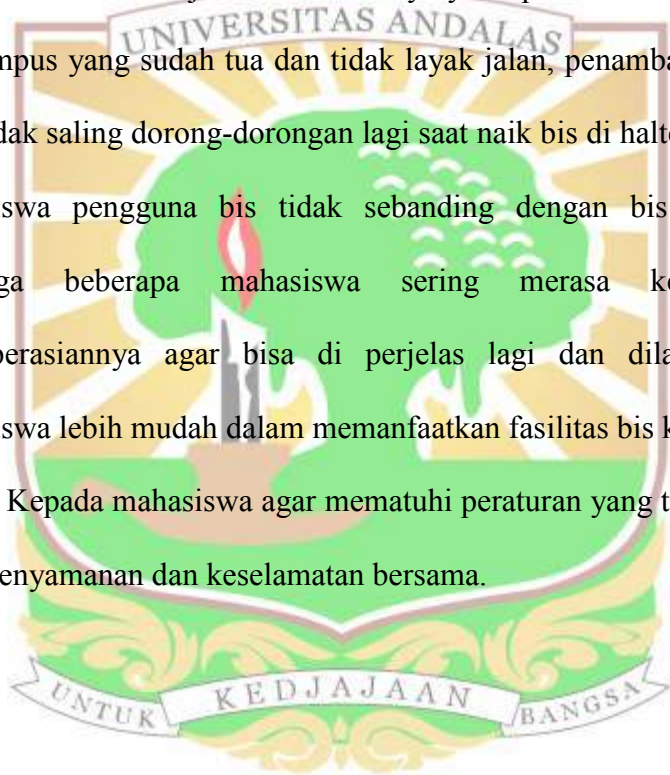 UNIVERSITAS ANDALAS
mpus yang sudah tua dan tidak layak jalan, penamba
dak saling dorong-dorongan lagi saat naik bis di halt
swa pengguna bis tidak sebanding dengan bis
ga beberapa mahasiswa sering merasa ke
perasiannya agar bisa di perjelas lagi dan dila
swa lebih mudah dalam memanfaatkan fasilitas bis k
Kepada mahasiswa agar mematuhi peraturan yang t
enyamanan dan keselamatan bersama.
UNTUK KEDJAJAAN BANGSA